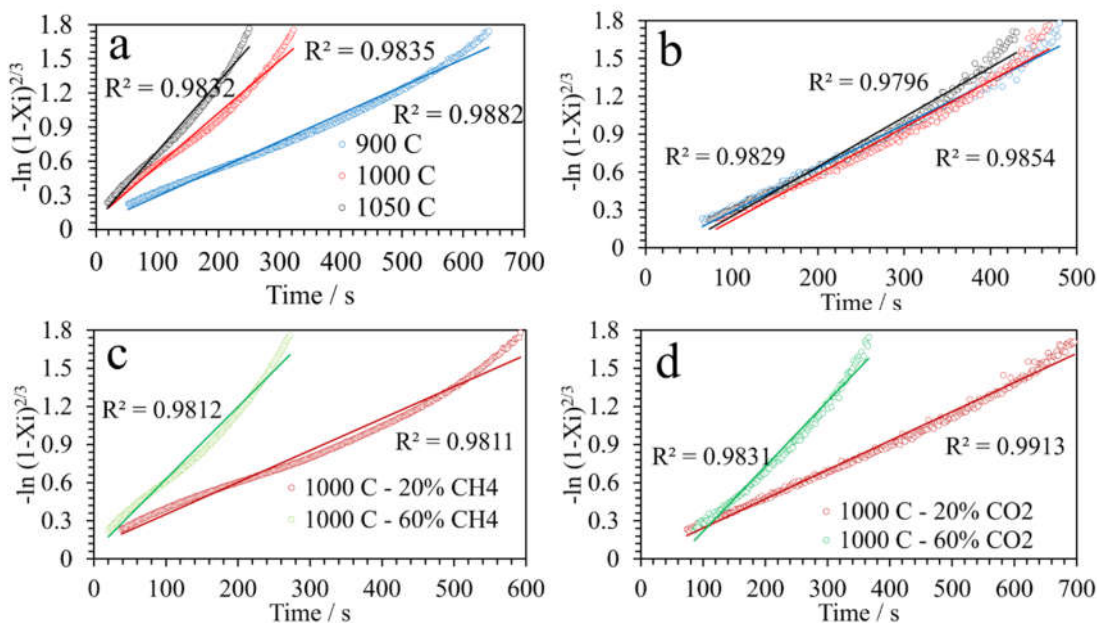 a
-ln (1-Xi)^2/3
1.8
1.5
1.2
0.9
0.6
0.3
0
R² = 0.9832
R² = 0.9835
R² = 0.9882
900 C
1000 C
1050 C
0 100 200 300 400 500 600 700
Time / s
b
-ln (1-Xi)^2/3
1.8
1.5
1.2
0.9
0.6
0.3
0
R² = 0.9796
R² = 0.9829
R² = 0.9854
0 100 200 300 400 500
Time / s
c
-ln (1-Xi)^2/3
1.8
1.5
1.2
0.9
0.6
0.3
0
R² = 0.9812
R² = 0.9811
1000 C - 20% CH4
1000 C - 60% CH4
0 100 200 300 400 500 600
Time / s
d
-ln (1-Xi)^2/3
1.8
1.5
1.2
0.9
0.6
0.3
0
R² = 0.9831
R² = 0.9913
1000 C - 20% CO2
1000 C - 60% CO2
0 100 200 300 400 500 600 700
Time / s